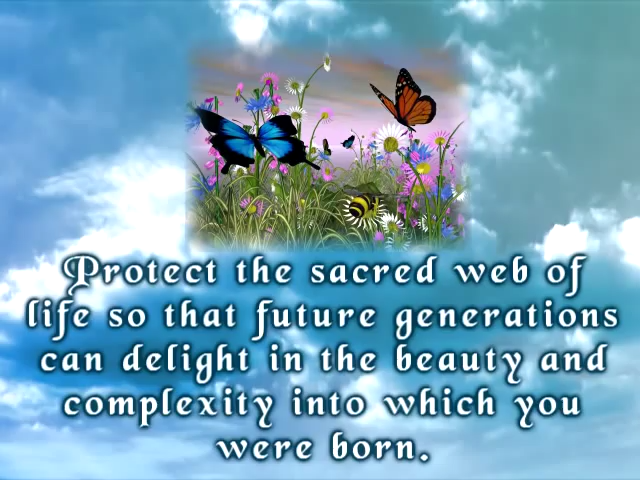 Protect the sacred web of
life so that future generations
can delight in the beauty and
complexity into which you
were born.